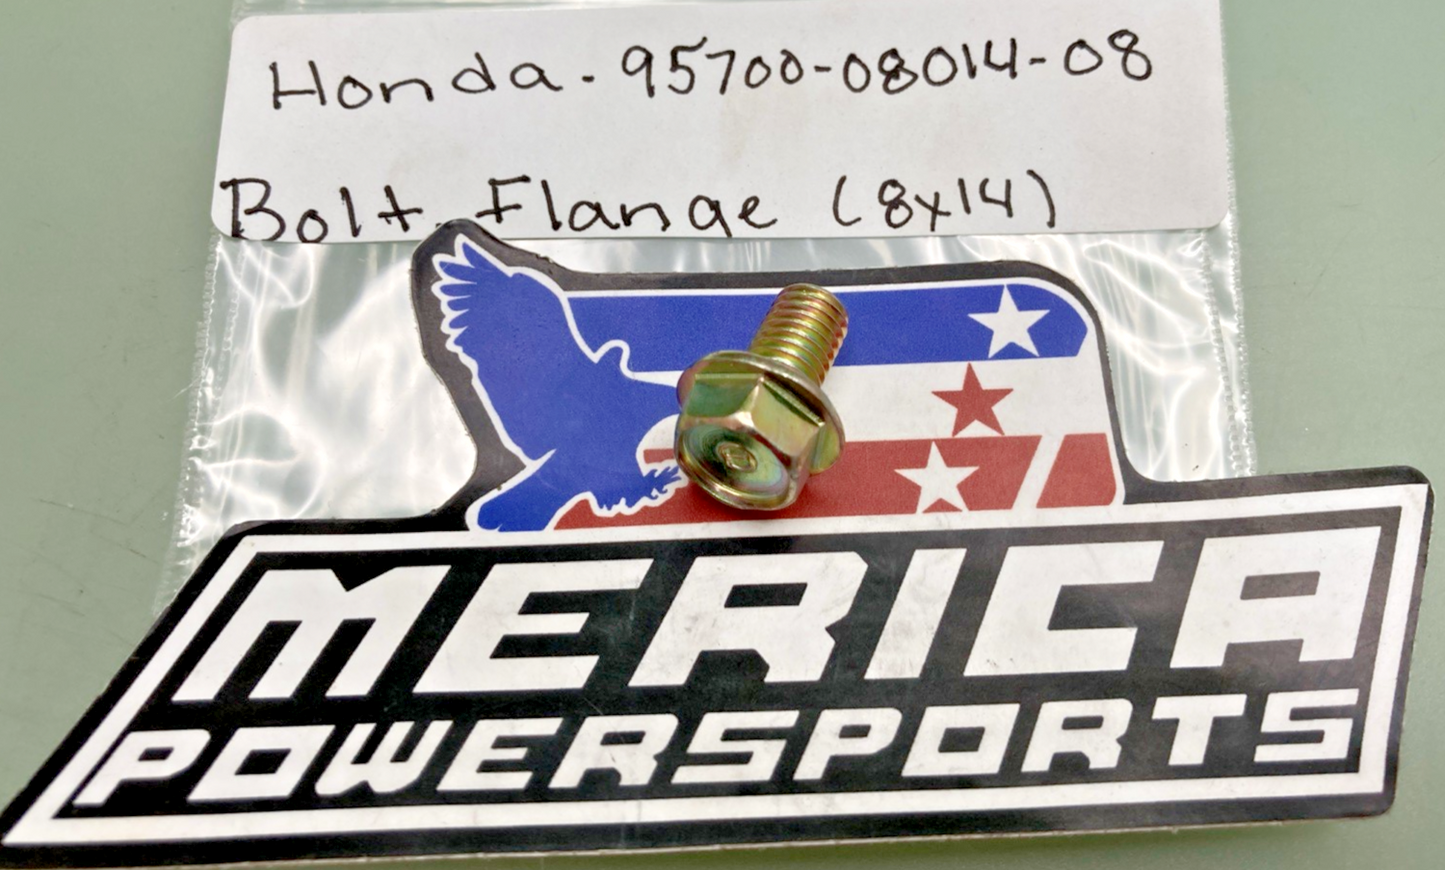 Honda - 95700-08014-08
Bolt, Flange (8x14)
MERICA
POWERSPORTS